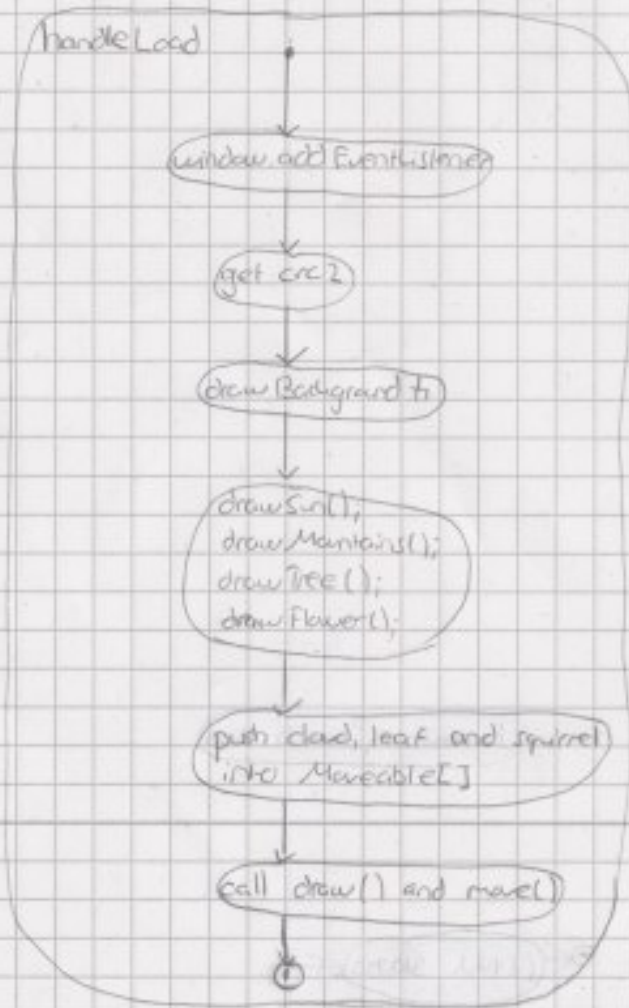 handleLoad
window.addEventListener
get crc2
drawBackground
drawSun();
drawMountains();
drawTree();
drawFlower();
push cloud, leaf and squirrel
into Moveable[]
call draw() and move()